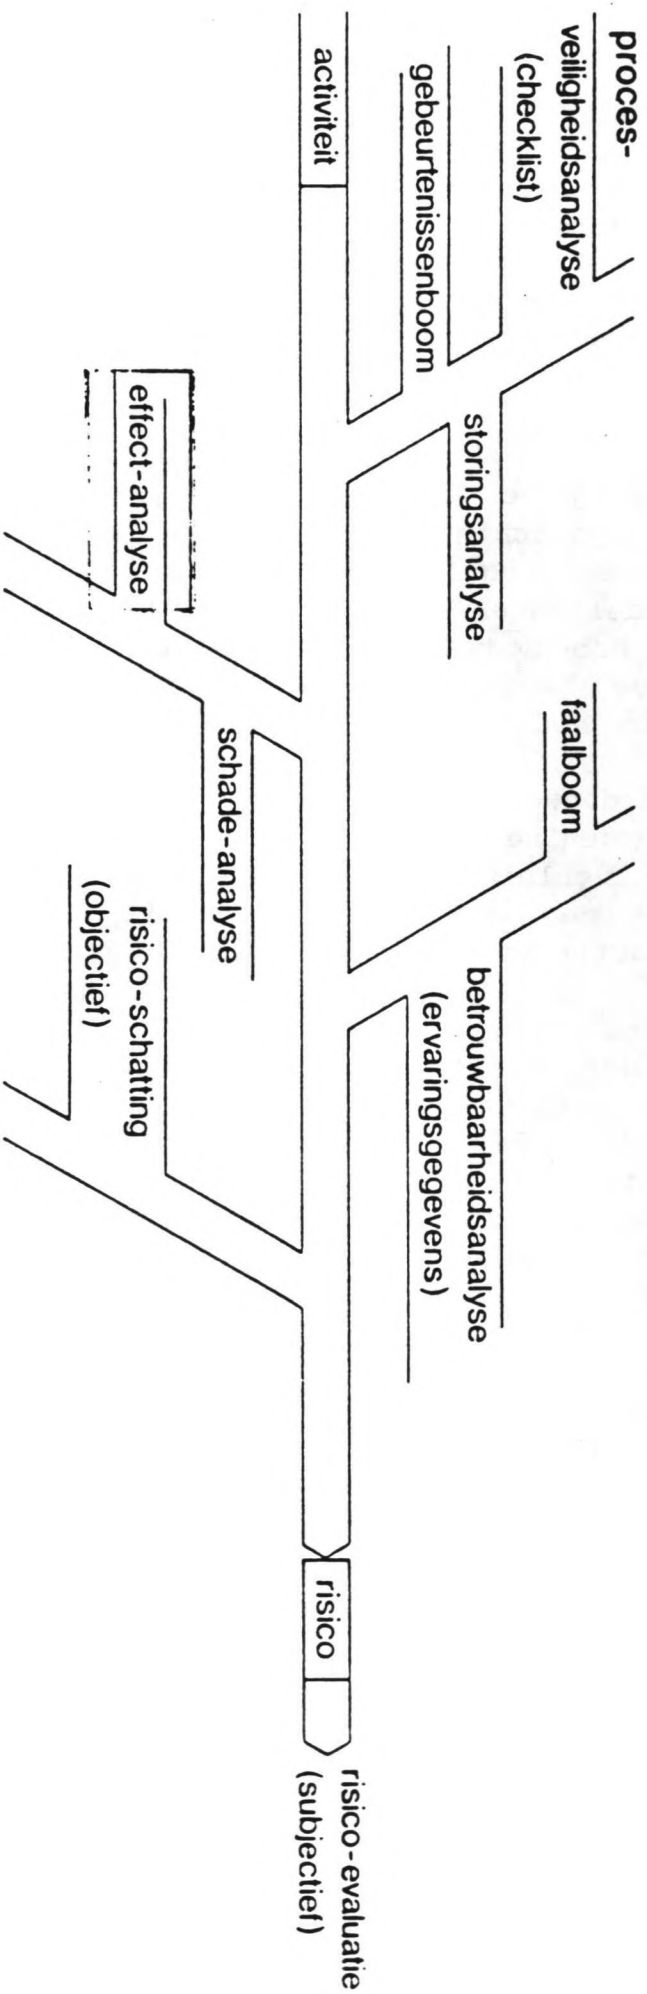 proces-
veiligheidsanalyse
(checklist)
gebeurtenissenboom
storingsanalyse
faalboom
betrouwbaarheidsanalyse
(ervaringsgegevens)
activiteit
risico
risico-evaluatie
(subjectief)
effect-analyse
schade-analyse
risico-schatting
(objectief)